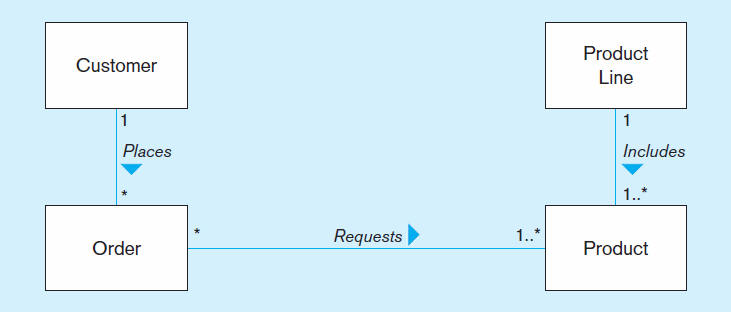 Customer
Product
Line
1
1
Places
Includes
*
1..*
Order
*
Requests
1..*
Product